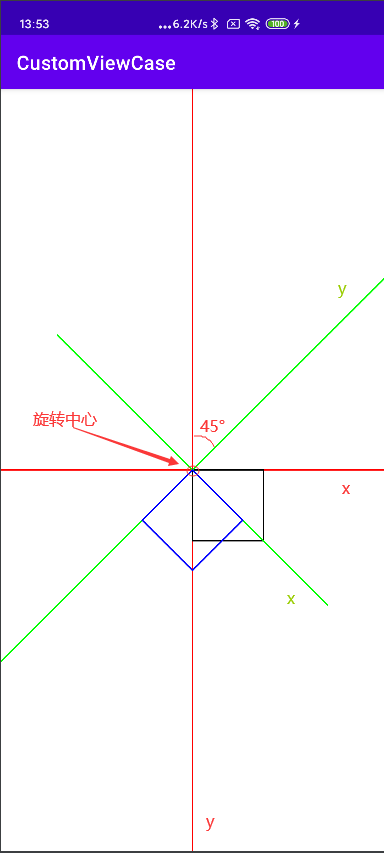 13:53
...6.2K/s
100
CustomViewCase
y
旋转中心
45°
x
x
y